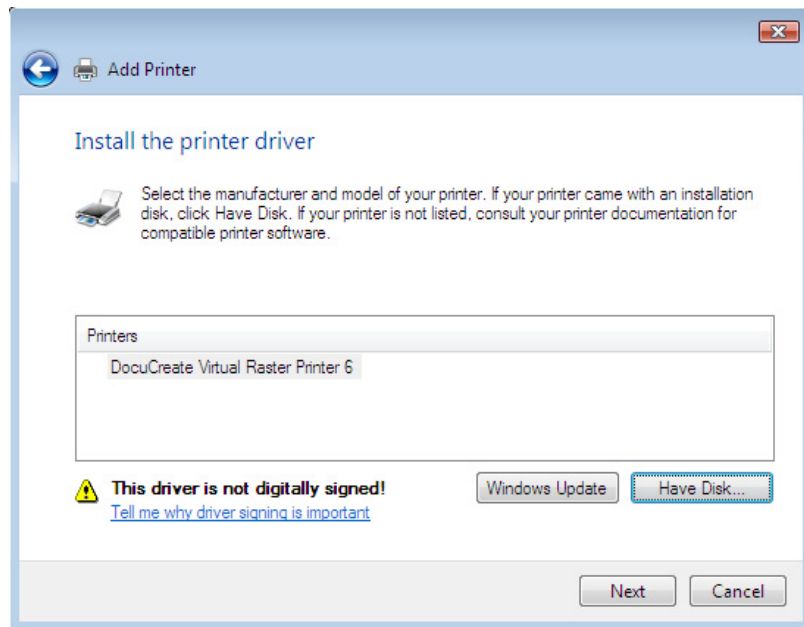 Add Printer
Install the printer driver
Select the manufacturer and model of your printer. If your printer came with an installation
disk, click Have Disk. If your printer is not listed, consult your printer documentation for
compatible printer software.
Printers
DocuCreate Virtual Raster Printer 6
This driver is not digitally signed!
Tell me why driver signing is important
Windows Update
Have Disk...
Next
Cancel